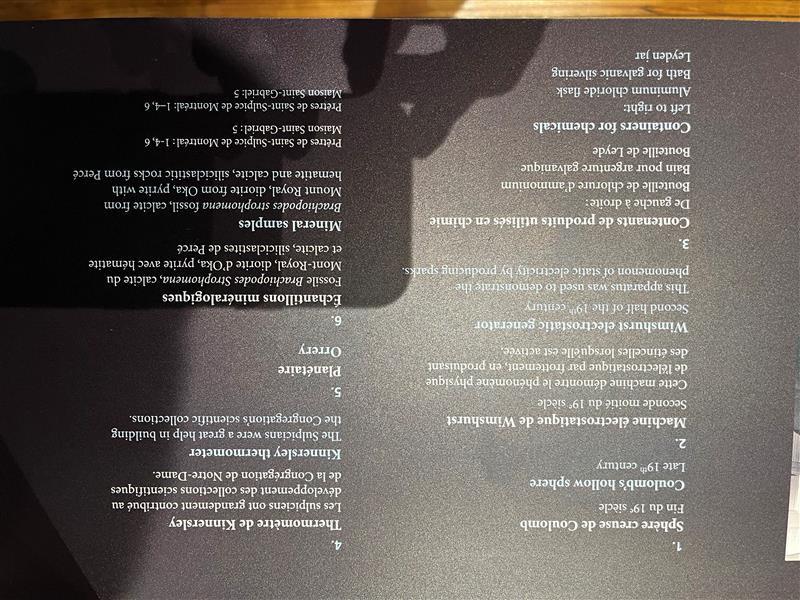 1.
Sphère creuse de Coulomb
Fin du 19e siècle
Coulomb's hollow sphere
Late 19th century
2.
Machine électrostatique de Wimshurst
Seconde moitié du 19e siècle
Cette machine démontre le phénomène physique
de l'électrostatique par frottement, en produisant
des étincelles lorsqu'elle est activée.
Wimshurst electrostatic generator
Second half of the 19th century
This apparatus was used to demonstrate the
phenomenon of static electricity by producing sparks.
3.
Contenants de produits utilisés en chimie
De gauche à droite :
Bouteille de chlorure d'ammonium
Bain pour argenture galvanique
Bouteille de Leyde
Containers for chemicals
Left to right:
Aluminum chloride flask
Bath for galvanic silvering
Leyden jar
4.
Thermomètre de Kinnersley
Les sulpiciens ont grandement contribué au
développement des collections scientifiques
de la Congrégation de Notre-Dame.
Kinnersley thermometer
The Sulpicians were a great help in building
the Congregation's scientific collections.
5.
Planétaire
Orrery
6.
Échantillons minéralogiques
Fossile Brachiopodes Strophomena, calcite du
Mont-Royal, diorite d'Oka, pyrite avec hématite
et calcite, siliciclastites de Percé
Mineral samples
Brachiopodes strophomena fossil, calcite from
Mount Royal, diorite from Oka, pyrite with
hematite and calcite, siliciclastitic rocks from Percé
Prêtres de Saint-Sulpice de Montréal : 1-4, 6
Maison Saint-Gabriel : 5
Prêtres de Saint-Sulpice de Montréal: 1–4, 6
Maison Saint-Gabriel: 5